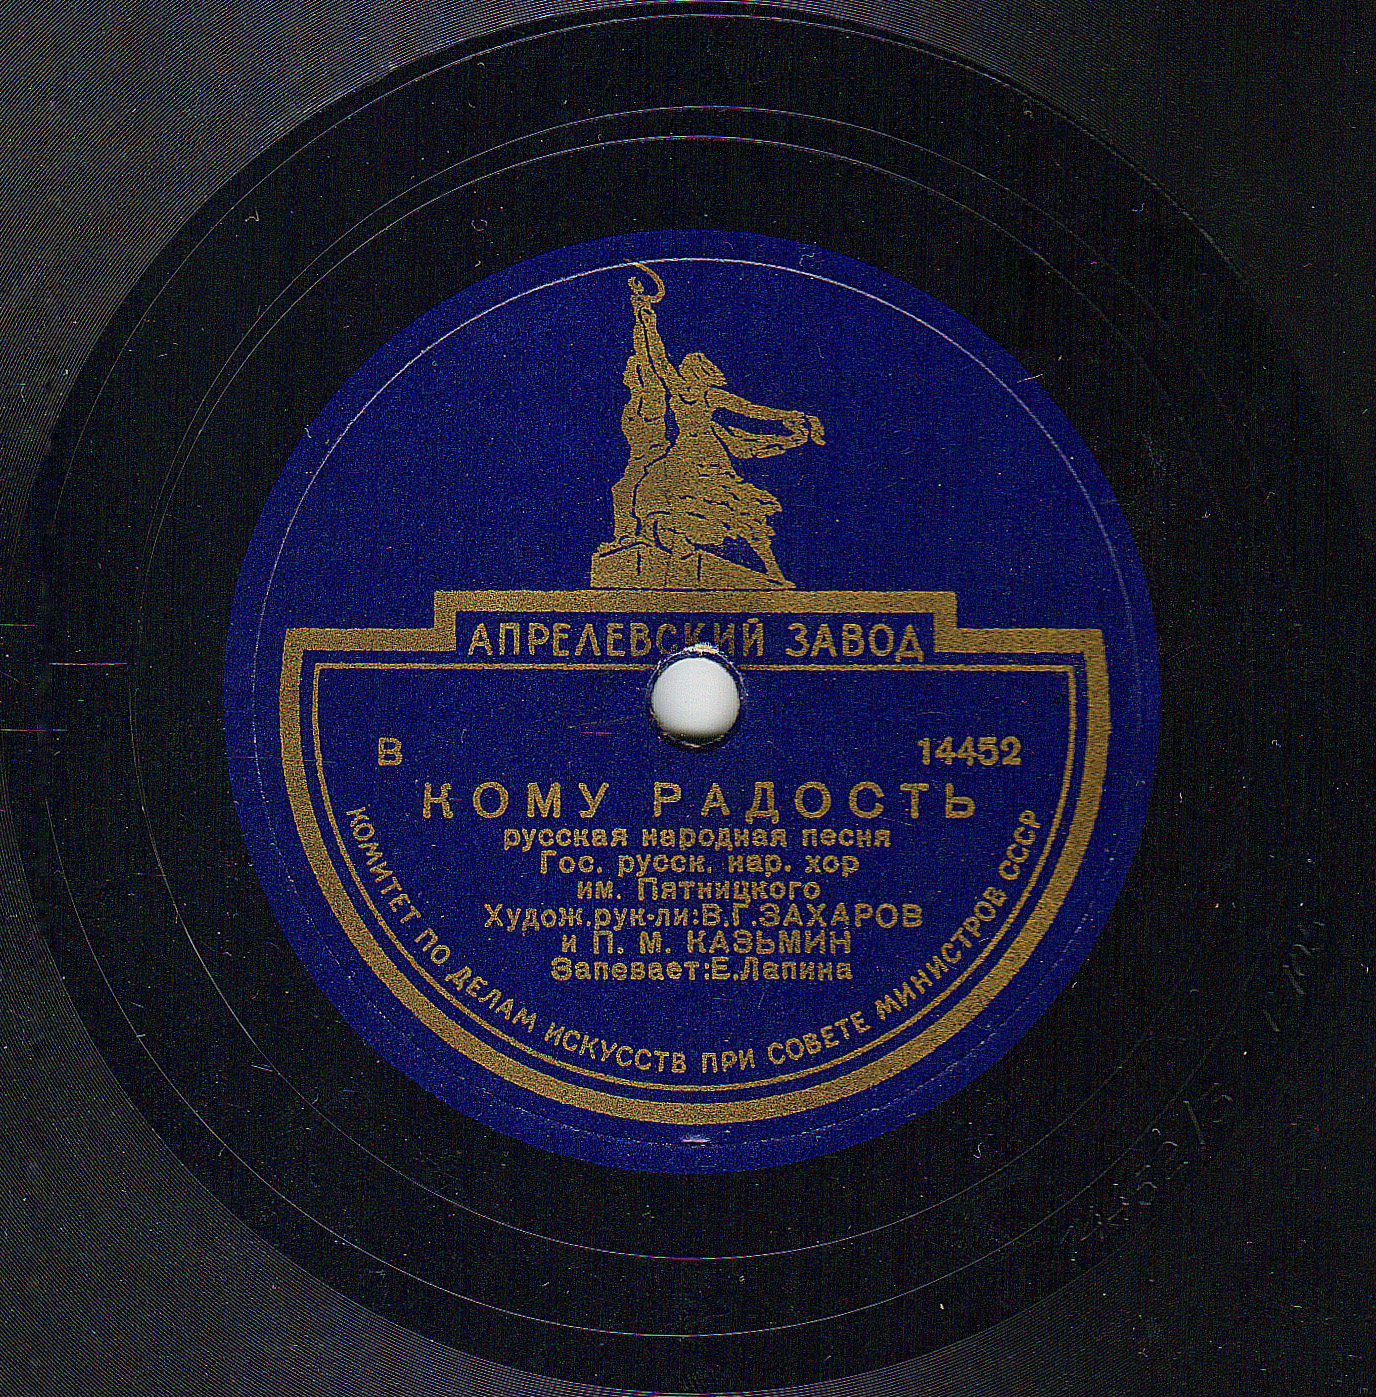 АПРЕЛЕВСКИЙ ЗАВОД
В 14452
КОМУ РАДОСТЬ
русская народная песня
Гос. русск. нар. хор
им. Пятницкого
Худож.рук-ли:В.Г.ЗАХАРОВ
и П. М. КАЗЬМИН
Запевает:Е.Лапина
КОМИТЕТ ПО ДЕЛАМ ИСКУССТВ ПРИ СОВЕТЕ МИНИСТРОВ СССР